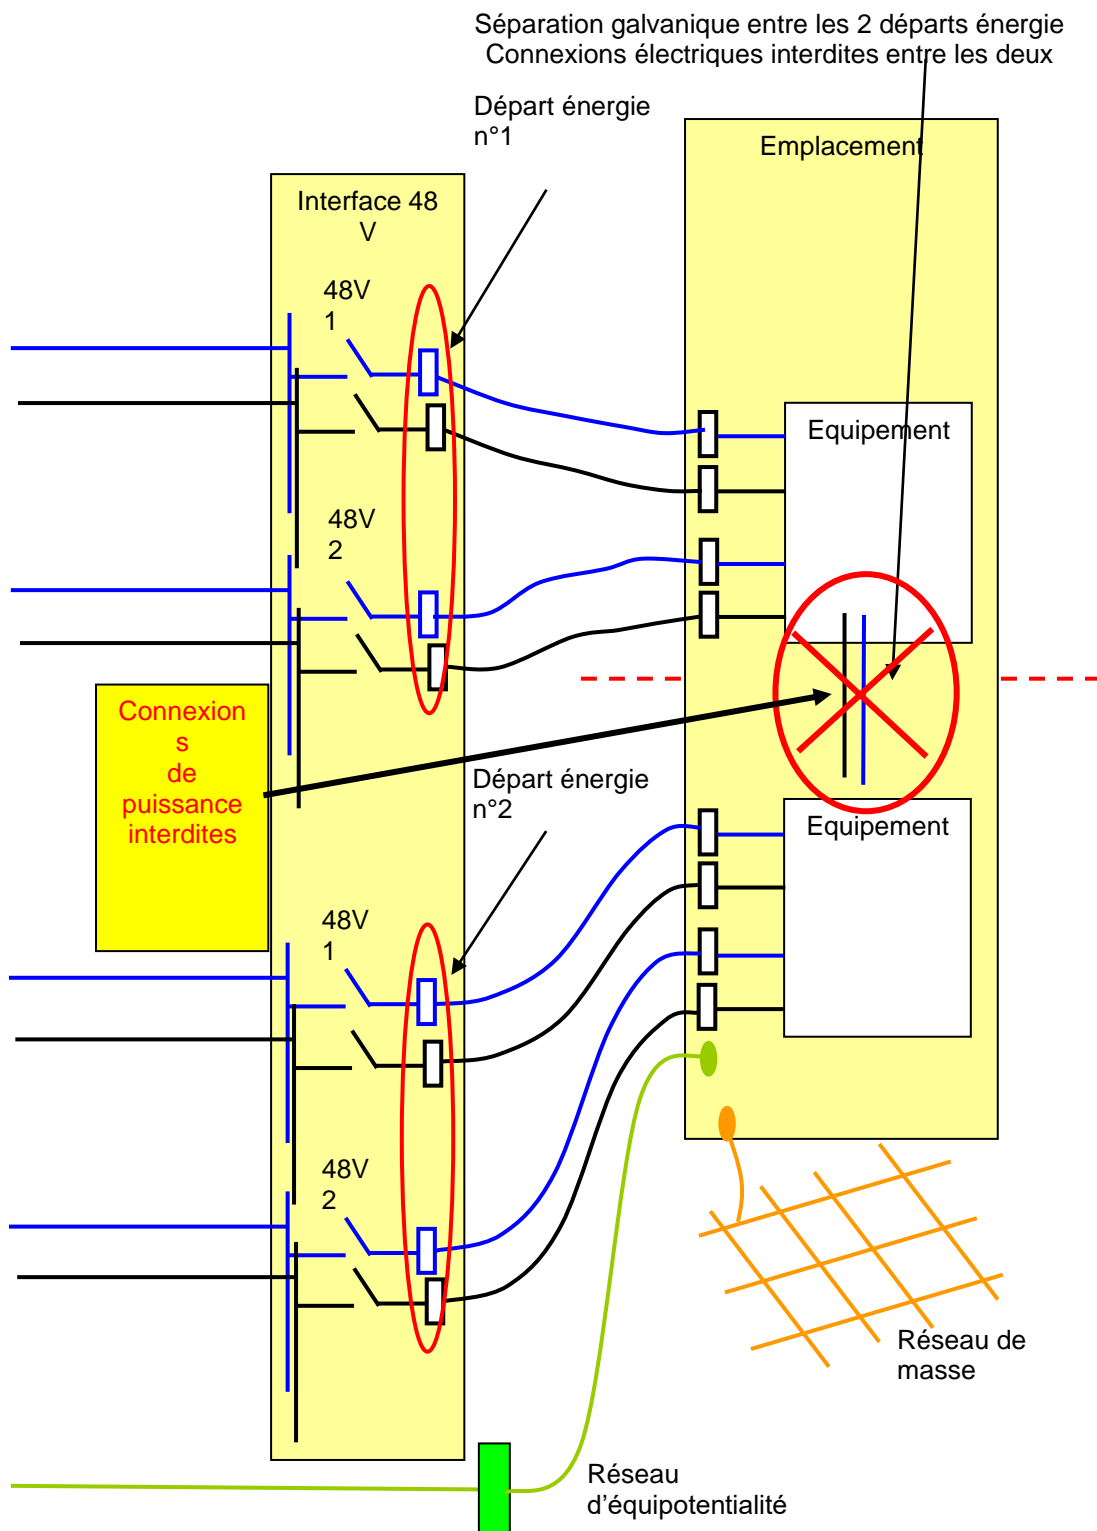 Séparation galvanique entre les 2 départs énergie
Connexions électriques interdites entre les deux
Départ énergie
n°1
Emplacement
Interface 48
V
48V
1
Equipement
48V
2
Connexion
s
de
puissance
interdites
Départ énergie
n°2
Equipement
48V
1
48V
2
Réseau de
masse
Réseau
d'équipotentialité